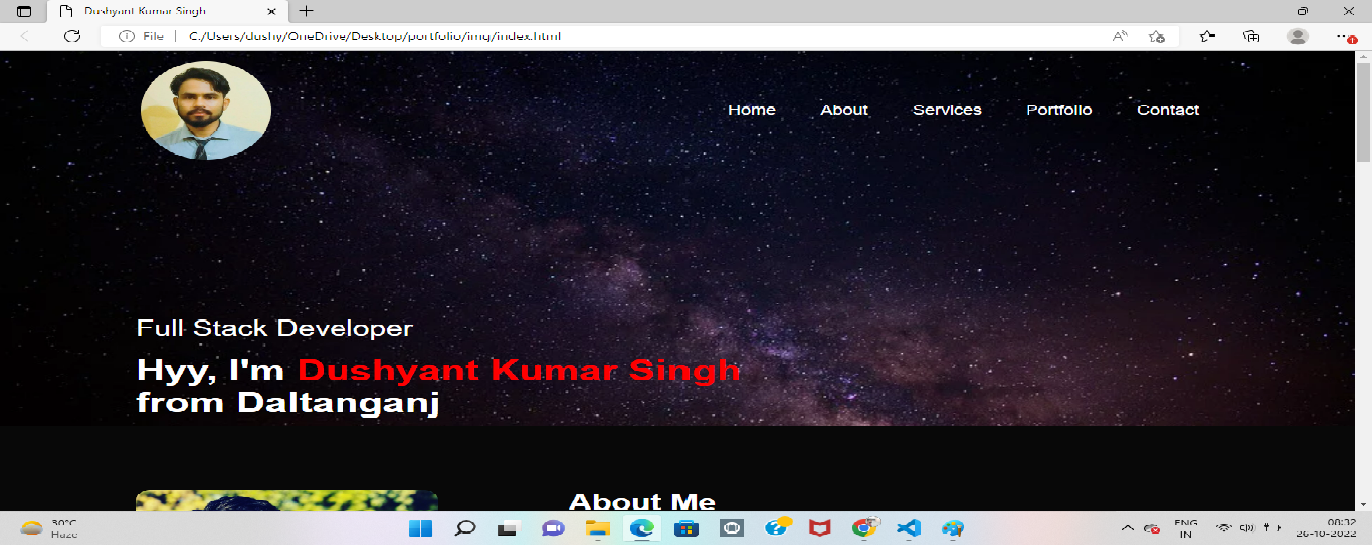 Dushyant Kumar Singh
File
C:/Users/dushy/OneDrive/Desktop/portfolio/img/index.html
Home About Services Portfolio Contact
Full Stack Developer
Hyy, I'm Dushyant Kumar Singh
from Daltanganj
About Me
30°C
Haze
ENG
IN
08:32
26-10-2022